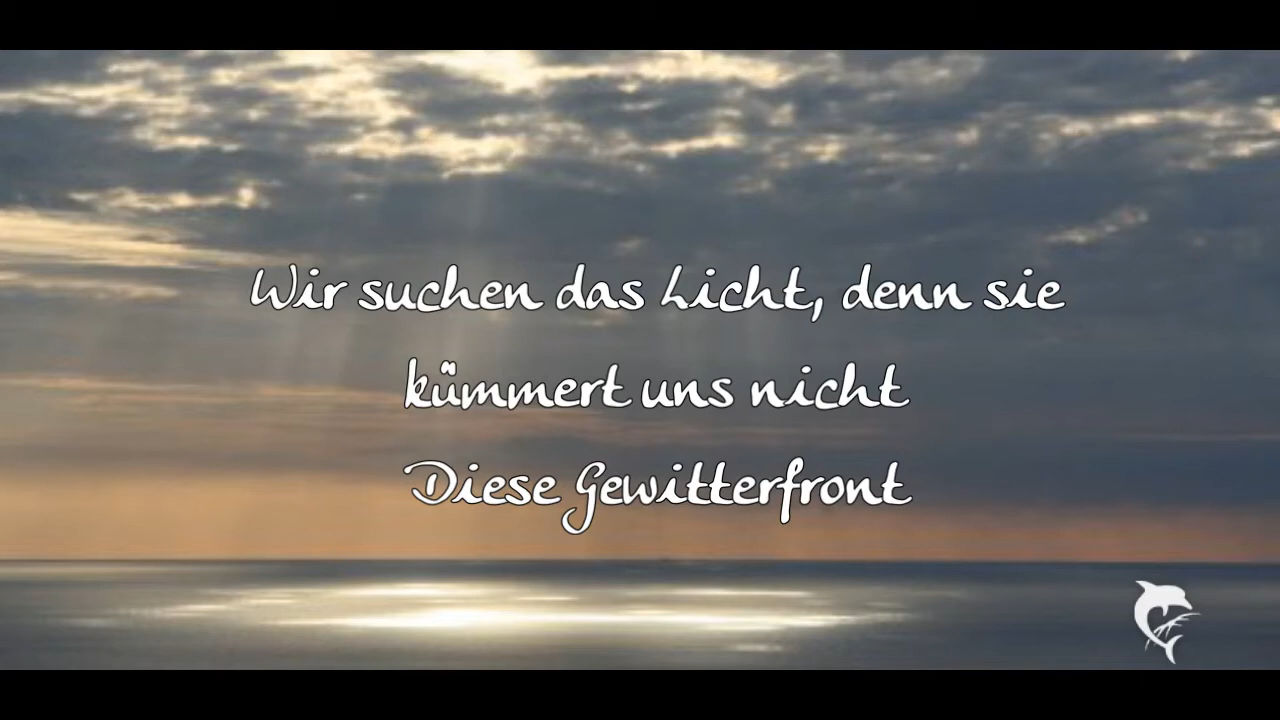 Wir suchen das Licht, denn sie
kümmert uns nicht
Diese Gewitterfront